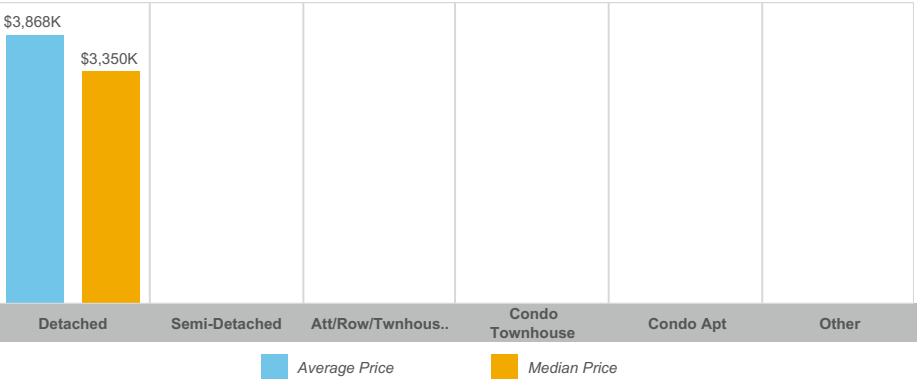 $3,868K
$3,350K
Detached
Semi-Detached
Att/Row/Twnhous..
Condo
Townhouse
Condo Apt
Other
Average Price
Median Price